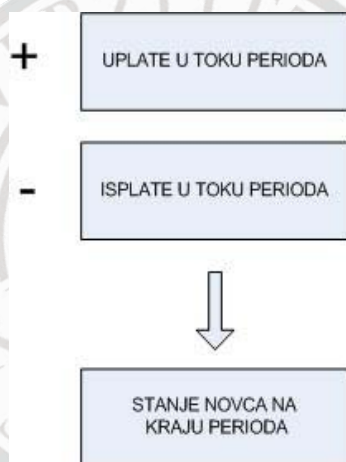 + UPLATE U TOKU PERIODA
- ISPLATE U TOKU PERIODA
STANJE NOVCA NA
KRAJU PERIODA